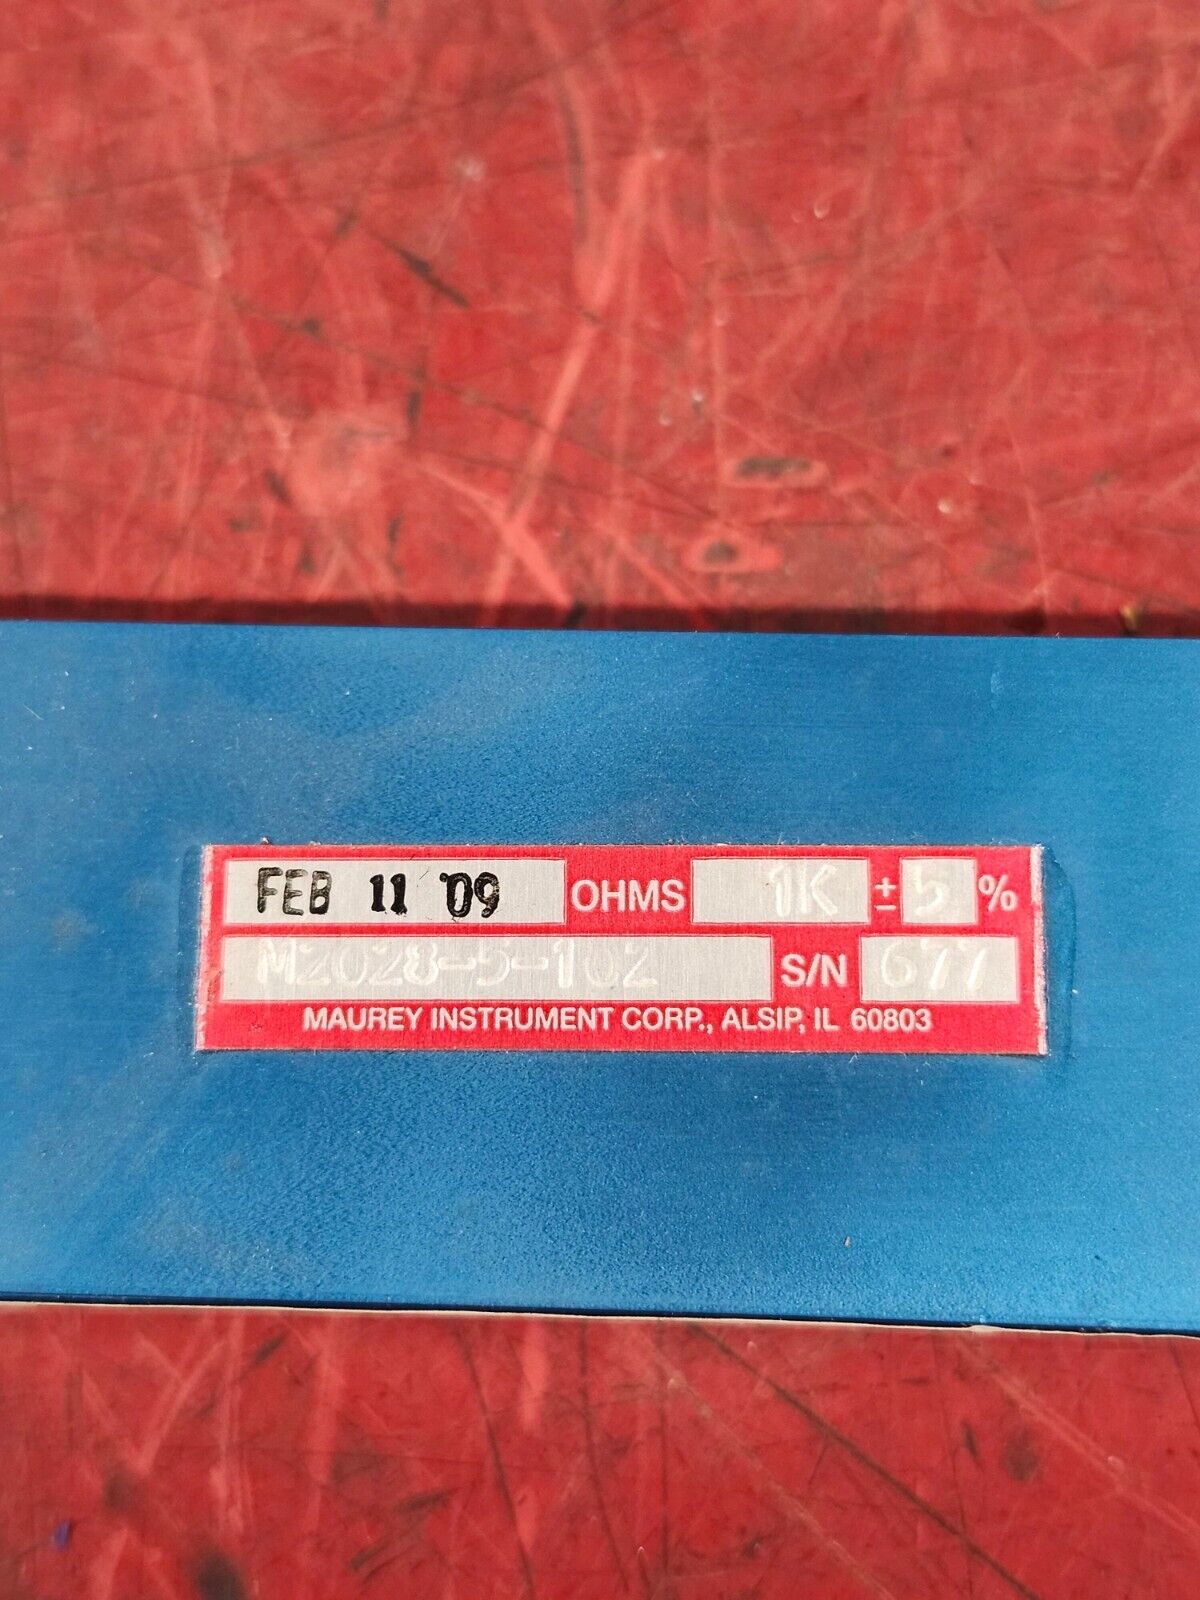 FEB 11 09 OHMS 1K ± 5 %
M2028-5-102 S/N 677
MAUREY INSTRUMENT CORP., ALSIP, IL 60803